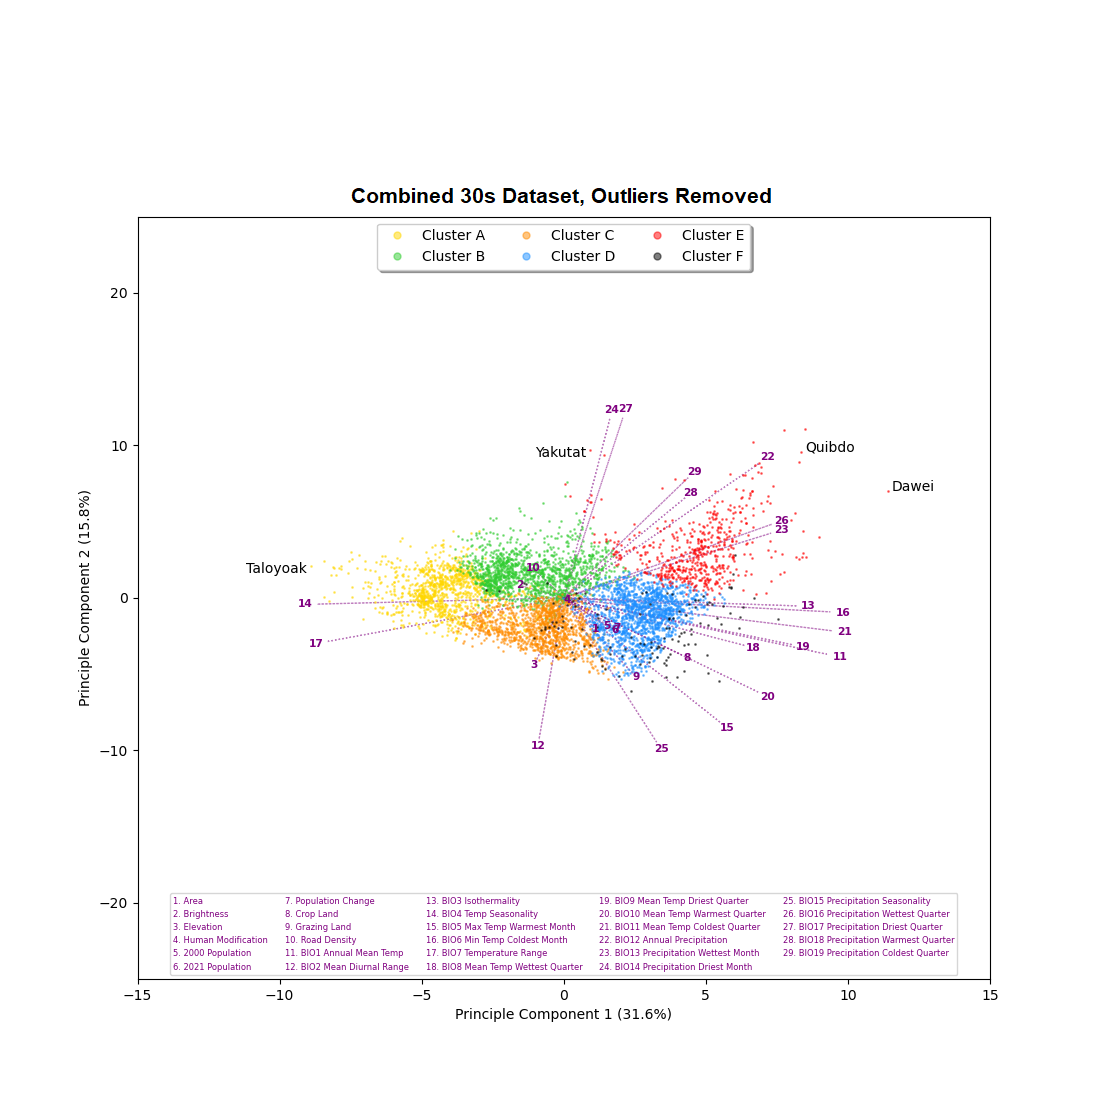 Combined 30s Dataset, Outliers Removed
Cluster A Cluster C Cluster E
Cluster B Cluster D Cluster F
20
24 27
10
Yakutat
Quibdo
22
29
28
Dawei
26
23
Taloyoak
10
2
0
4
14
13
16
17
1 5 6 7
21
18
19
11
3
8
9
20
15
12
25
−10
−20
Principle Component 2 (15.8%)
1. Area
2. Brightness
3. Elevation
4. Human Modification
5. 2000 Population
6. 2021 Population
7. Population Change
8. Crop Land
9. Grazing Land
10. Road Density
11. BIO1 Annual Mean Temp
12. BIO2 Mean Diurnal Range
13. BIO3 Isothermality
14. BIO4 Temp Seasonality
15. BIO5 Max Temp Warmest Month
16. BIO6 Min Temp Coldest Month
17. BIO7 Temperature Range
18. BIO8 Mean Temp Wettest Quarter
19. BIO9 Mean Temp Driest Quarter
20. BIO10 Mean Temp Warmest Quarter
21. BIO11 Mean Temp Coldest Quarter
22. BIO12 Annual Precipitation
23. BIO13 Precipitation Wettest Month
24. BIO14 Precipitation Driest Month
25. BIO15 Precipitation Seasonality
26. BIO16 Precipitation Wettest Quarter
27. BIO17 Precipitation Driest Quarter
28. BIO18 Precipitation Warmest Quarter
29. BIO19 Precipitation Coldest Quarter
−15 −10 −5 0 5 10 15
Principle Component 1 (31.6%)